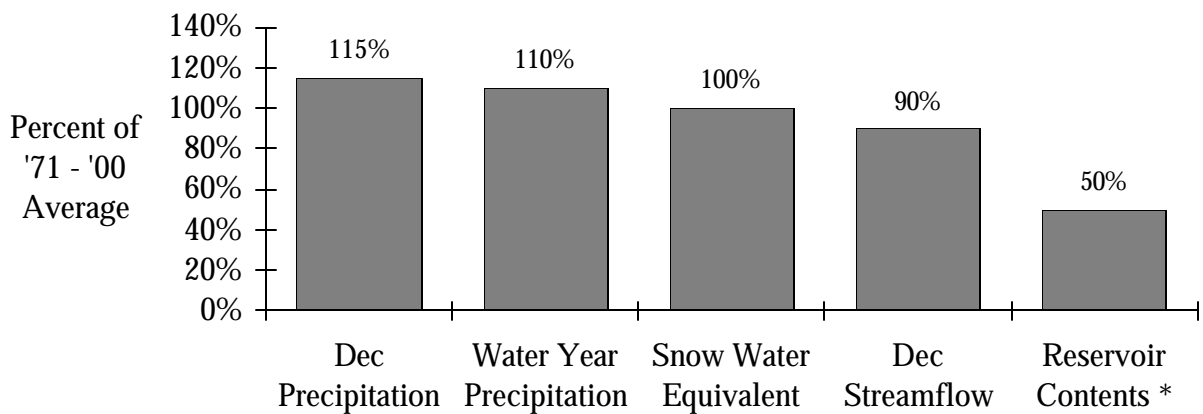 140%
120%
100%
80%
60%
40%
20%
0%
Percent of
'71 - '00
Average
115%
110%
100%
90%
50%
Dec
Precipitation
Water Year
Precipitation
Snow Water
Equivalent
Dec
Streamflow
Reservoir
Contents *